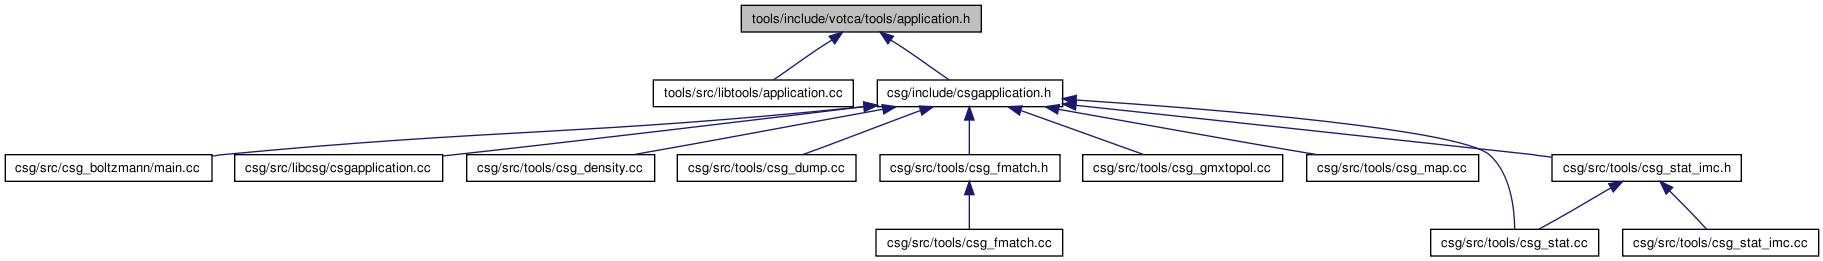 tools/include/votca/tools/application.h
tools/src/libtools/application.cc
csg/include/csgapplication.h
csg/src/csg_boltzmann/main.cc
csg/src/libcsg/csgapplication.cc
csg/src/tools/csg_density.cc
csg/src/tools/csg_dump.cc
csg/src/tools/csg_fmatch.h
csg/src/tools/csg_gmxtopol.cc
csg/src/tools/csg_map.cc
csg/src/tools/csg_stat_imc.h
csg/src/tools/csg_fmatch.cc
csg/src/tools/csg_stat.cc
csg/src/tools/csg_stat_imc.cc